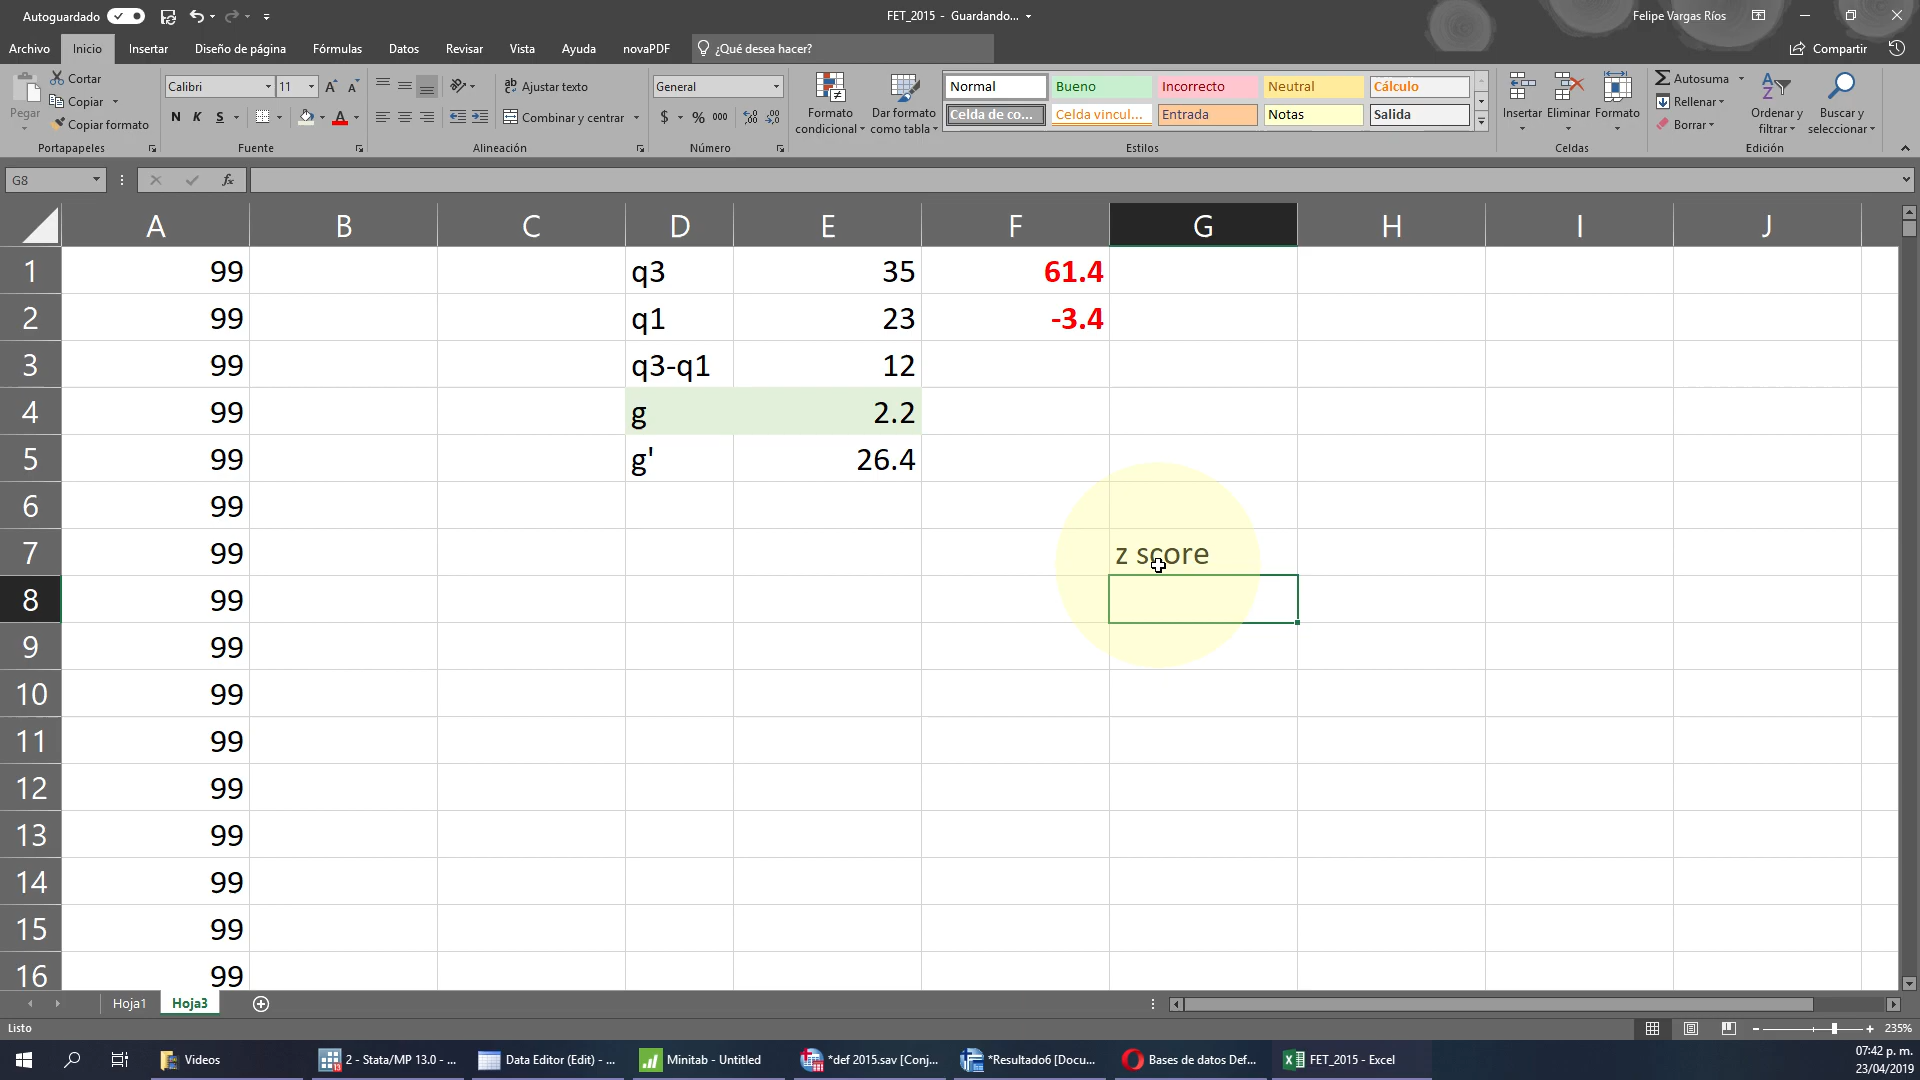 Autoguardado
FET_2015 - Guardando...
Felipe Vargas Ríos
Archivo Inicio Insertar Diseño de página Fórmulas Datos Revisar Vista Ayuda novaPDF ¿Qué desea hacer? Compartir
Pegar
Cortar
Copiar
Copiar formato
Portapapeles
Calibri 11
N K S
Fuente
Ajustar texto
Combinar y centrar
Alineación
General
$ % 000
Número
Formato condicional
Dar formato como tabla
Normal Bueno Incorrecto Neutral Cálculo
Celda de co... Celda vincul... Entrada Notas Salida
Estilos
Insertar Eliminar Formato
Celdas
Autosuma
Rellenar
Borrar
Ordenar y filtrar
Buscar y seleccionar
Edición
G8 fx
A B C D E F G H I J
1 99 q3 35 61.4
2 99 q1 23 -3.4
3 99 q3-q1 12
4 99 g 2.2
5 99 g' 26.4
6 99
7 99 z score
8 99
9 99
10 99
11 99
12 99
13 99
14 99
15 99
16 99
Hoja1 Hoja3
Listo 235%
Videos
2 - Stata/MP 13.0 - ...
Data Editor (Edit) - ...
Minitab - Untitled
*def 2015.sav [Conj...
*Resultado6 [Docu...
Bases de datos Def...
FET_2015 - Excel
07:42 p. m.
23/04/2019